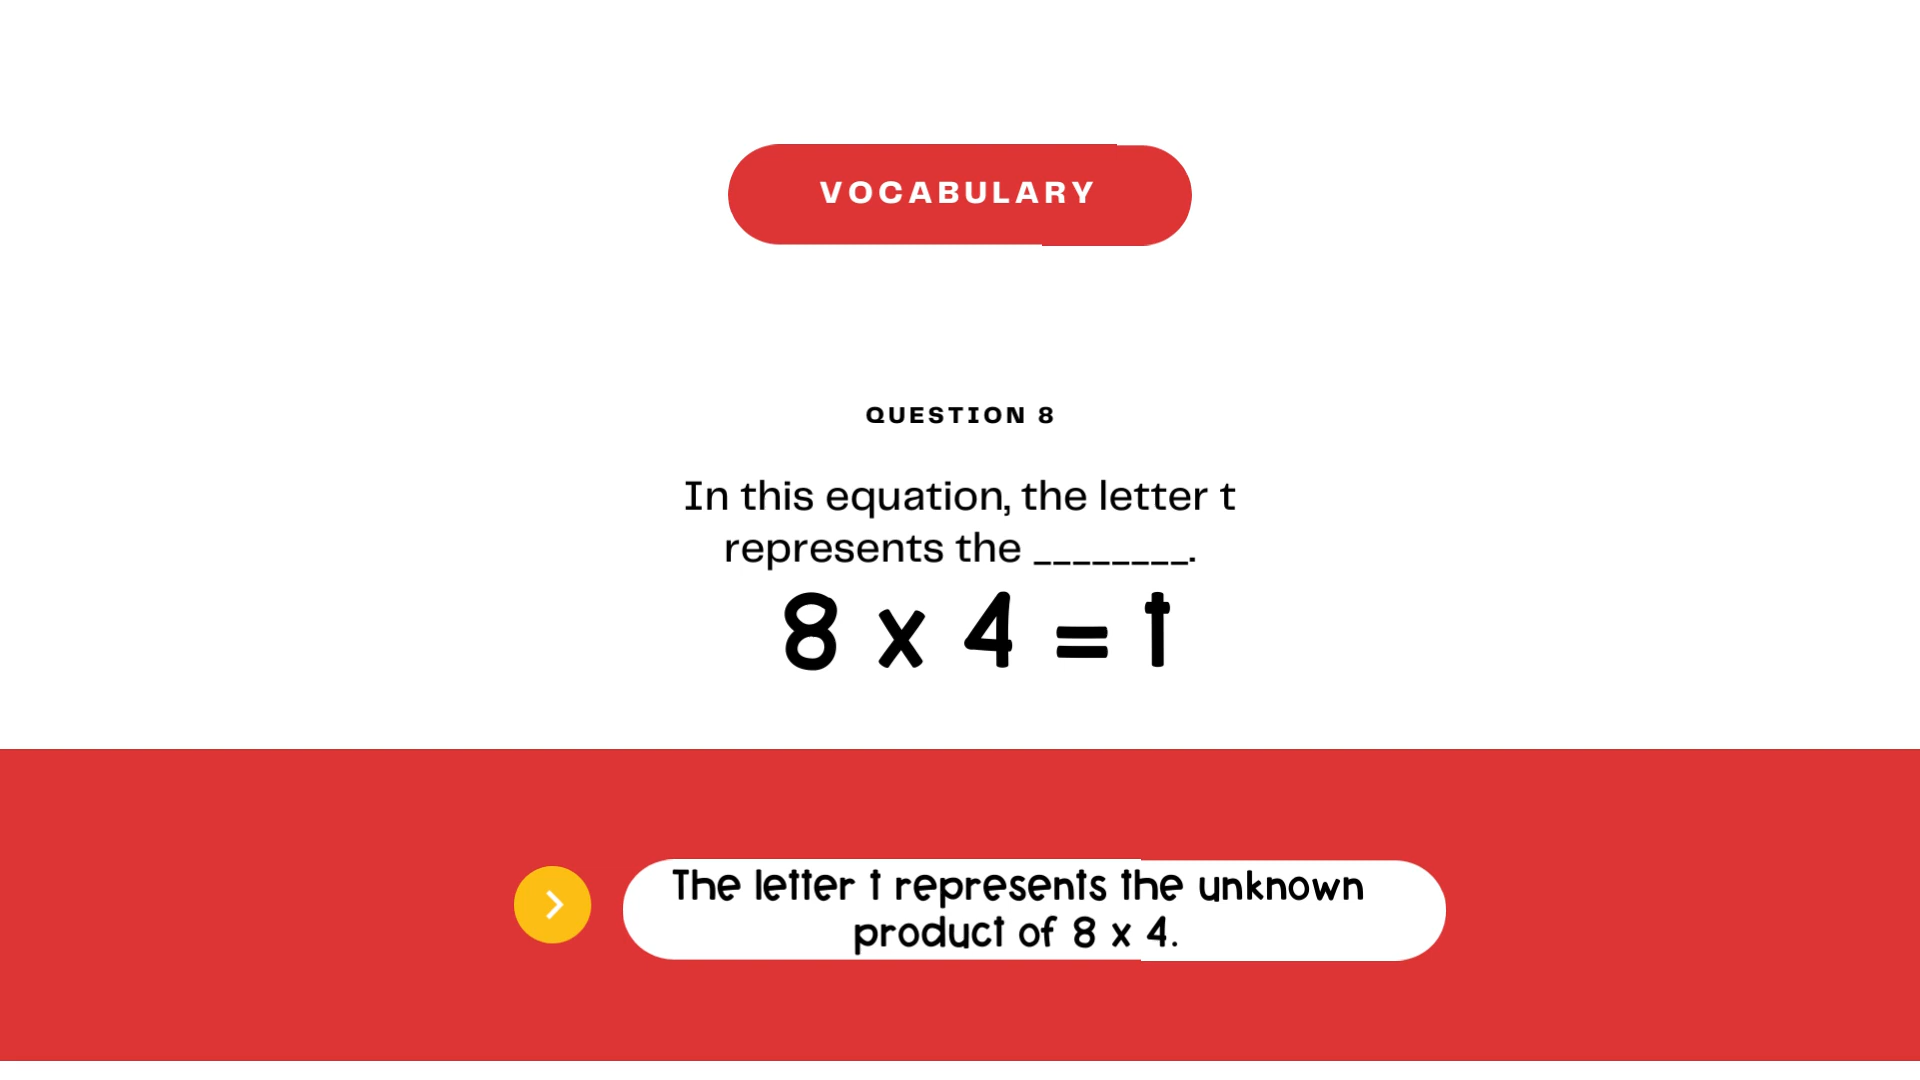 VOCABULARY
QUESTION 8
In this equation, the letter t
represents the ________.
8 x 4 = t
The letter t represents the unknown
product of 8 x 4.